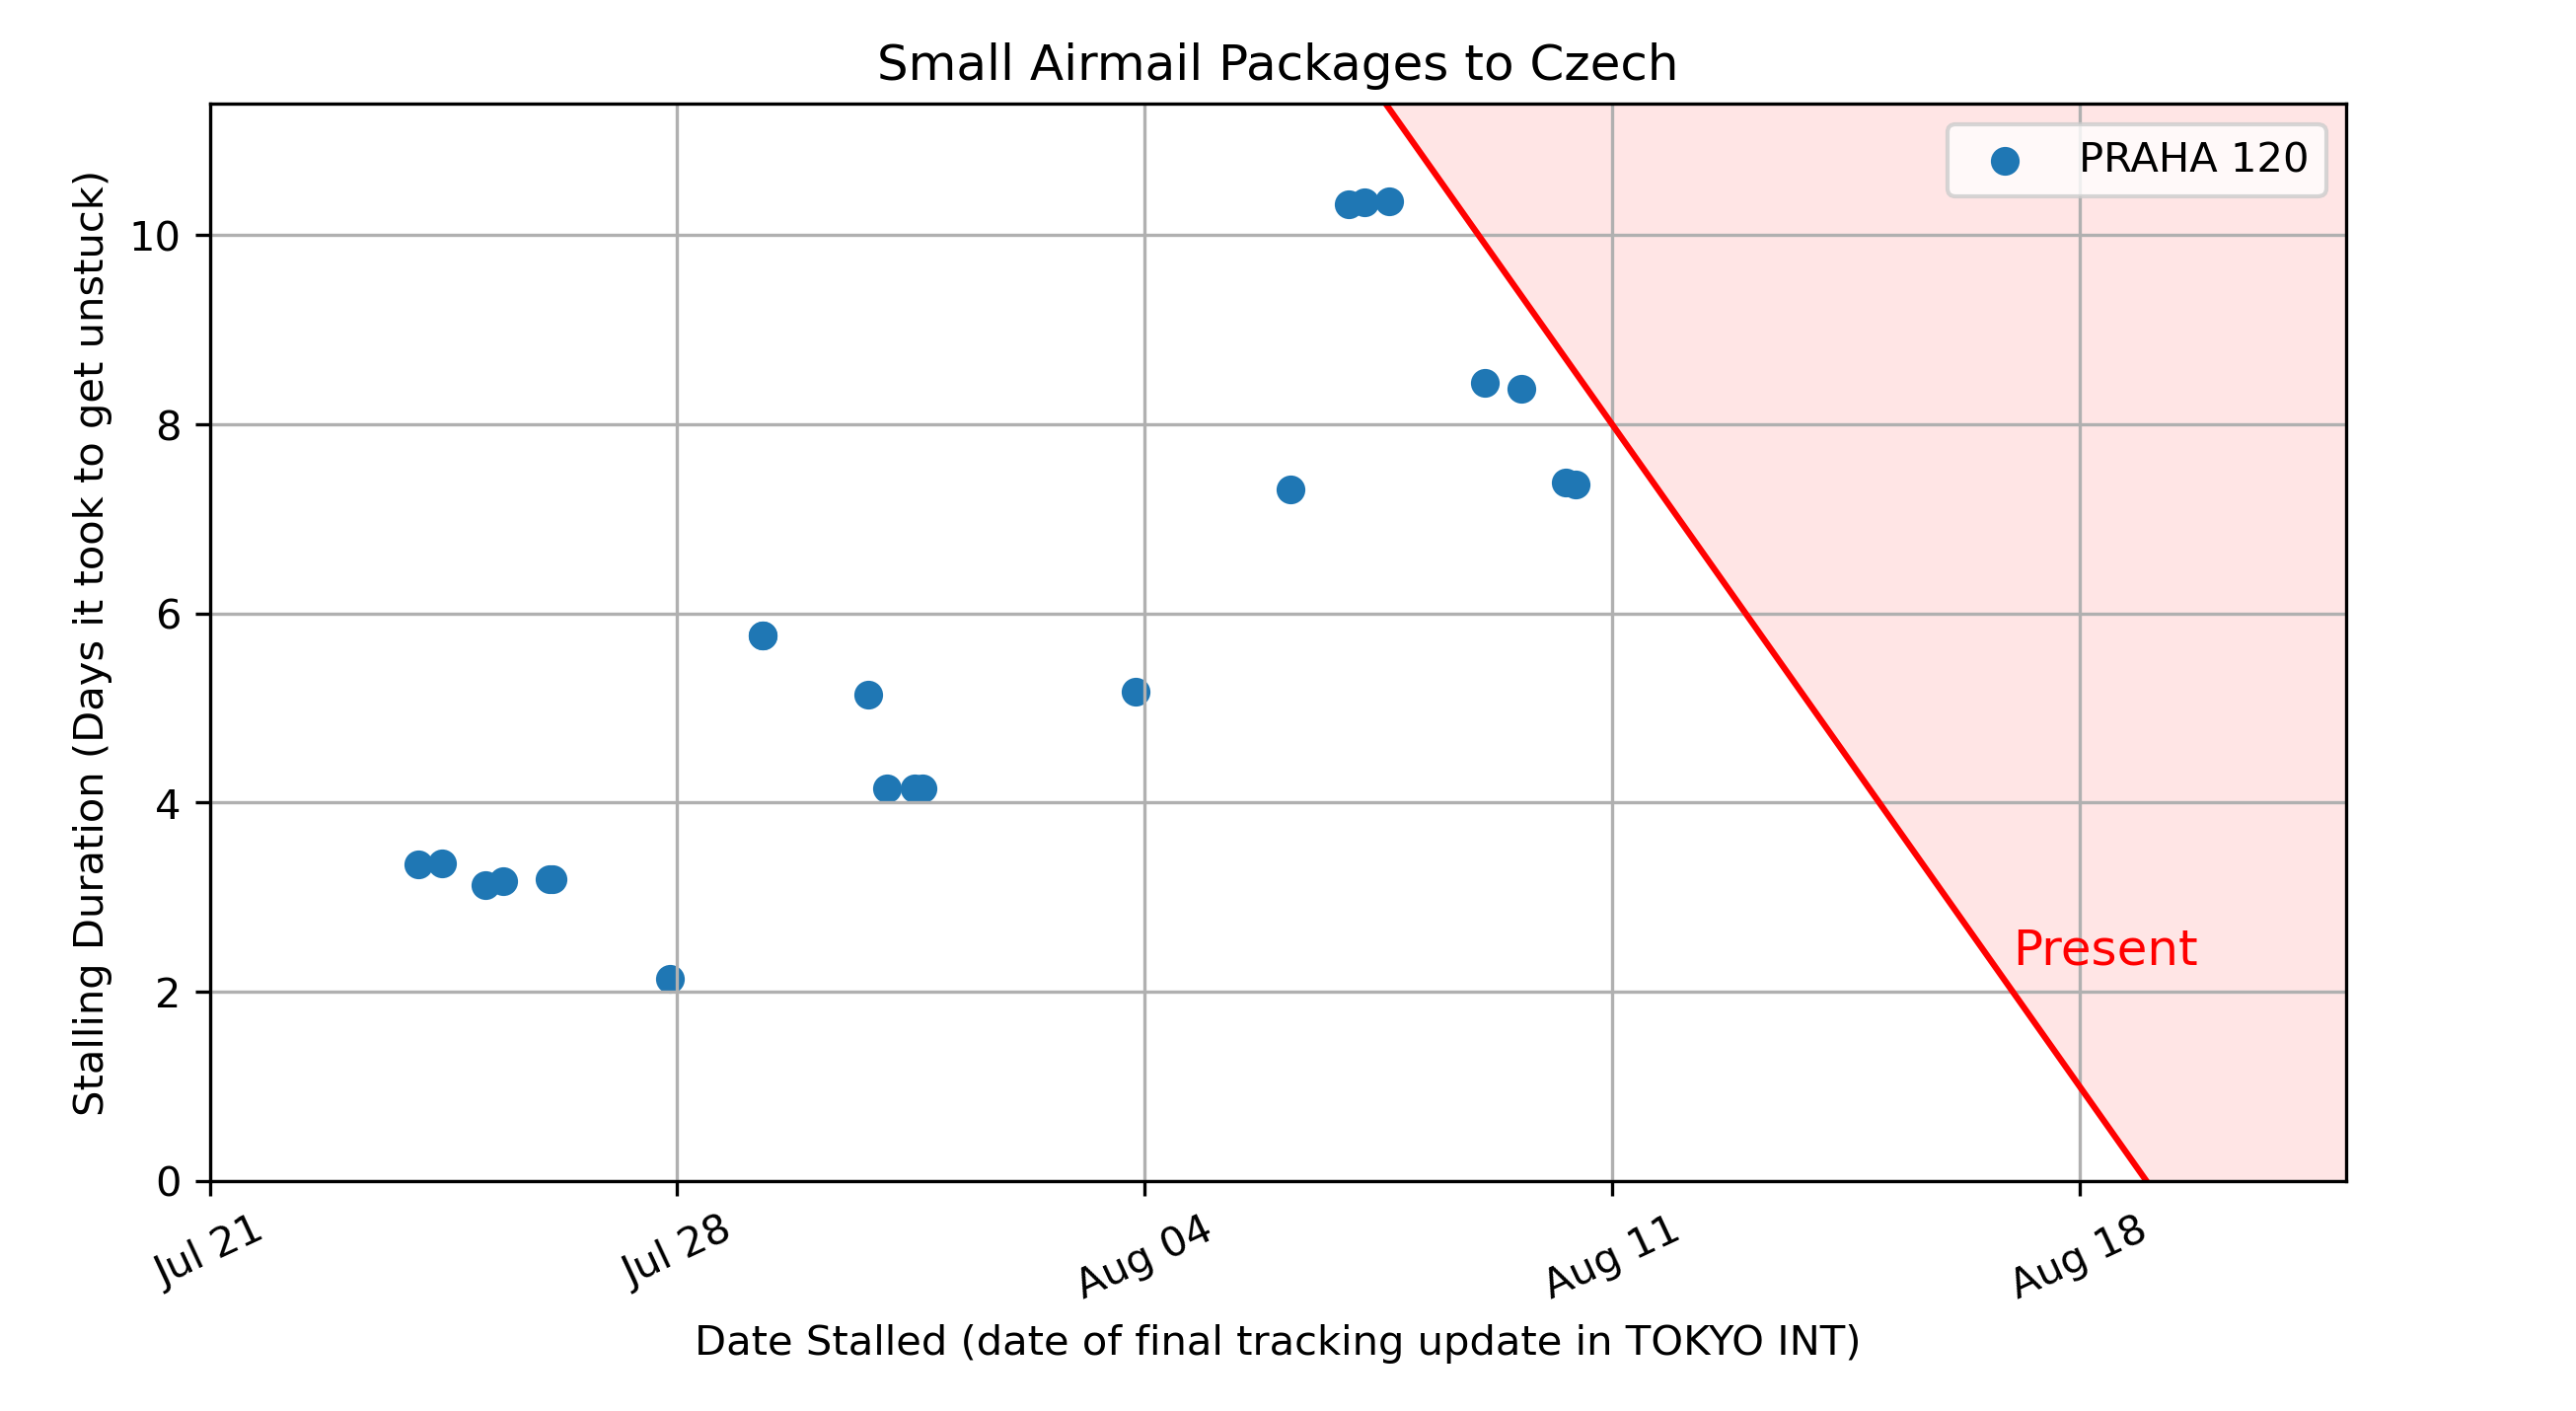 Small Airmail Packages to Czech
PRAHA 120
Stalling Duration (Days it took to get unstuck)
10
8
6
4
2
0
Present
Jul 21
Jul 28
Aug 04
Aug 11
Aug 18
Date Stalled (date of final tracking update in TOKYO INT)